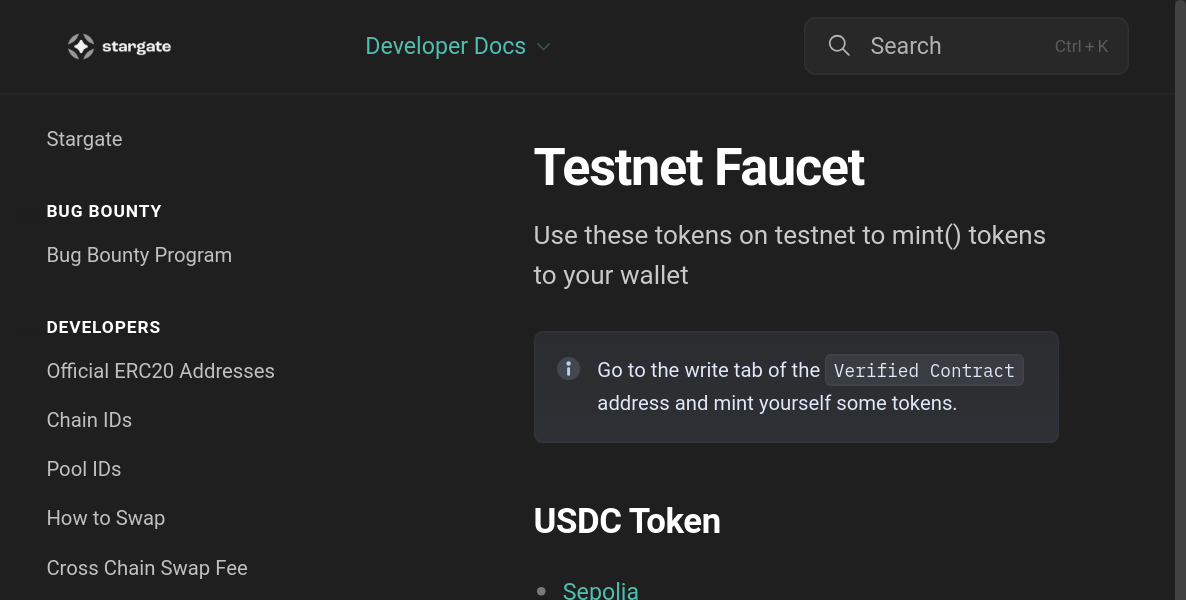 stargate
Developer Docs
Search
Ctrl + K
Stargate
BUG BOUNTY
Bug Bounty Program
DEVELOPERS
Official ERC20 Addresses
Chain IDs
Pool IDs
How to Swap
Cross Chain Swap Fee
Testnet Faucet
Use these tokens on testnet to mint() tokens
to your wallet
Go to the write tab of the Verified Contract
address and mint yourself some tokens.
USDC Token
Sepolia